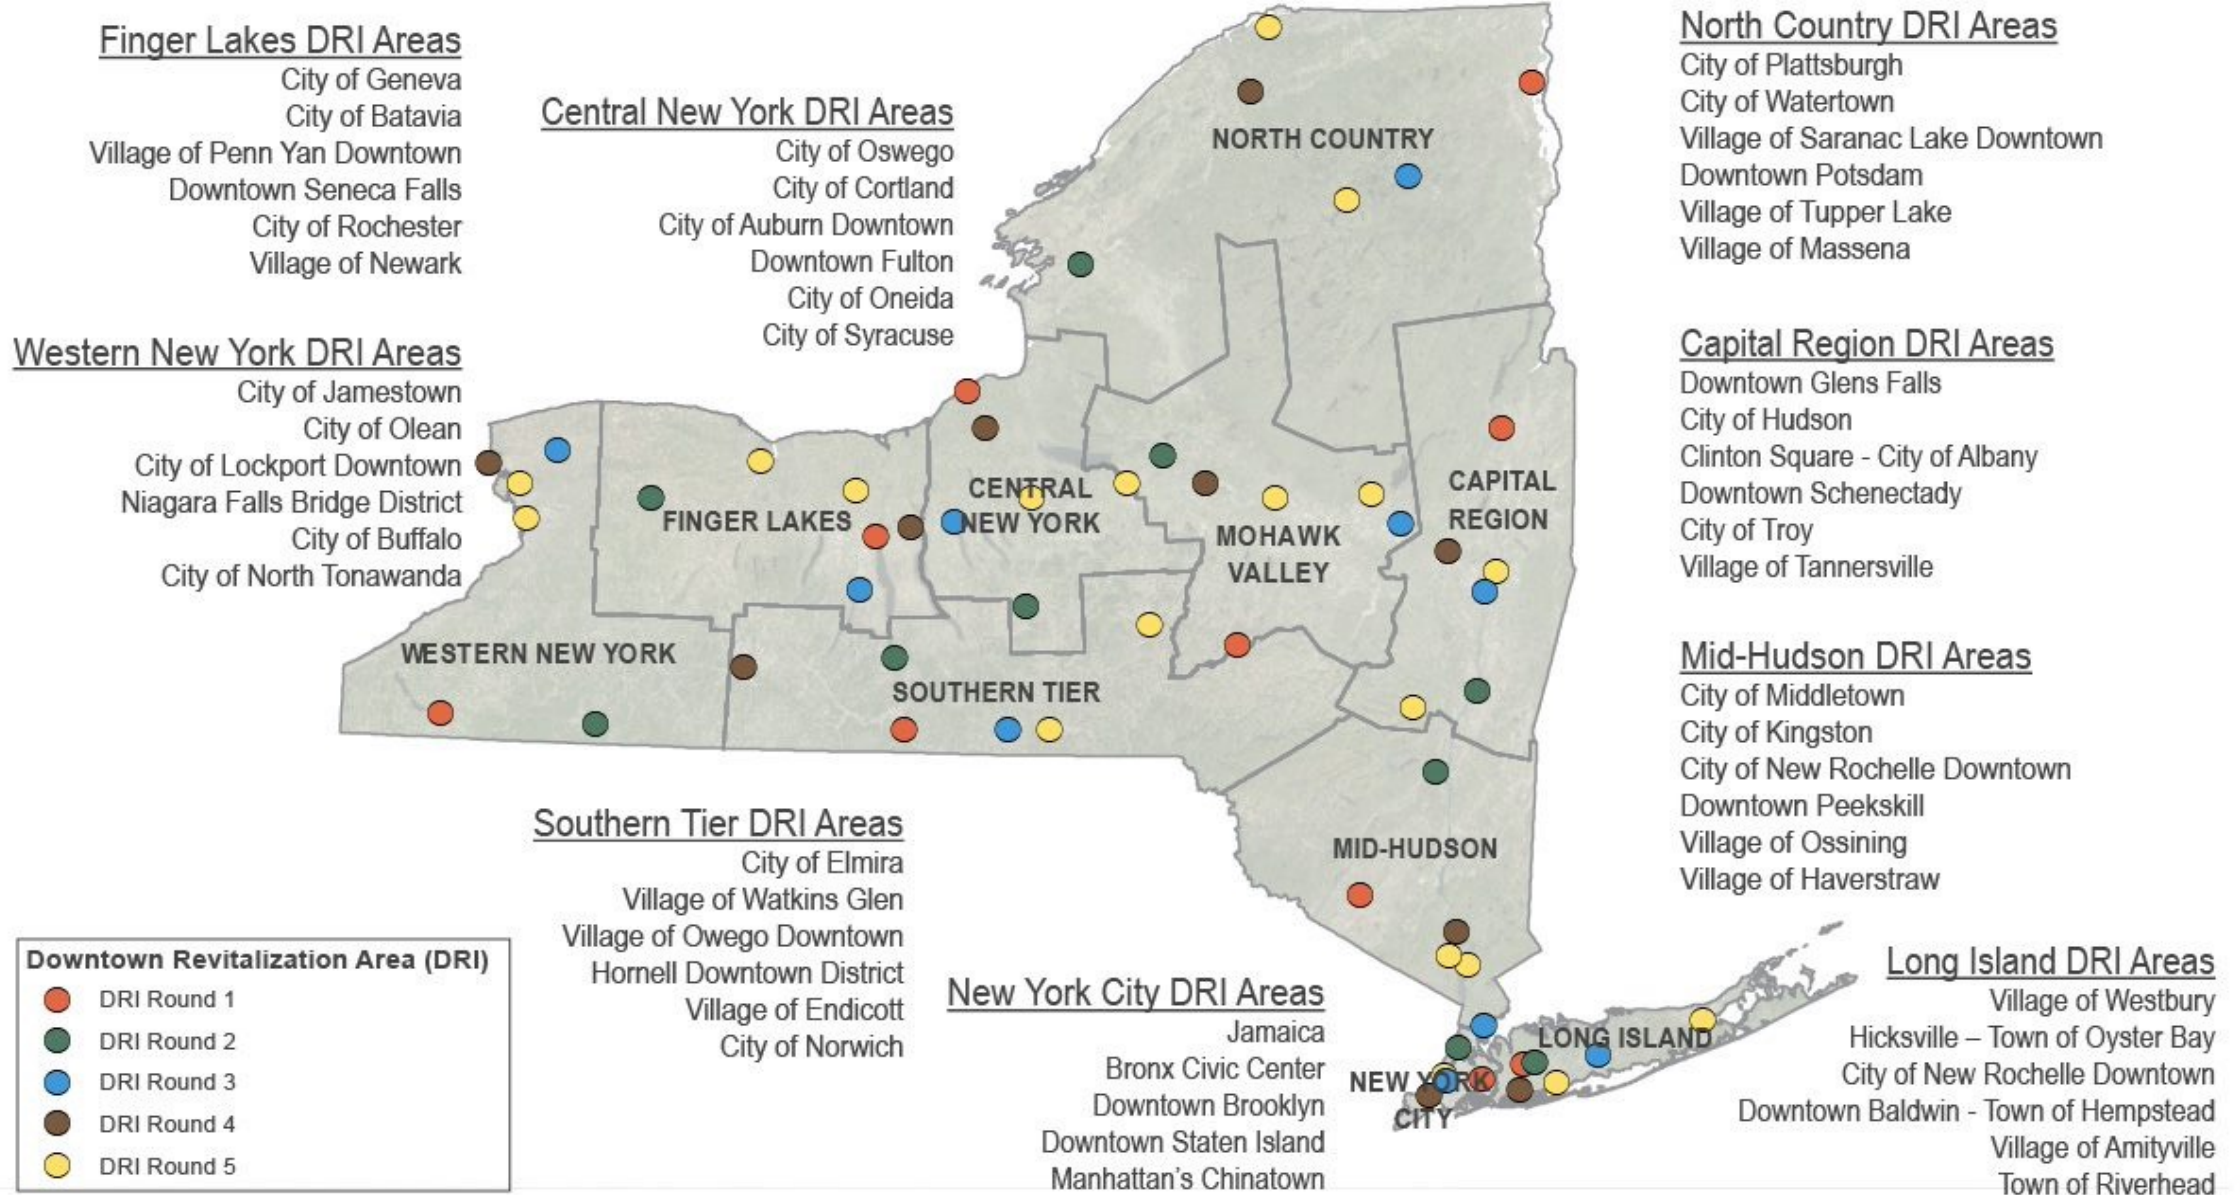 Finger Lakes DRI Areas
City of Geneva
City of Batavia
Village of Penn Yan Downtown
Downtown Seneca Falls
City of Rochester
Village of Newark
Central New York DRI Areas
City of Oswego
City of Cortland
City of Auburn Downtown
Downtown Fulton
City of Oneida
City of Syracuse
Western New York DRI Areas
City of Jamestown
City of Olean
City of Lockport Downtown
Niagara Falls Bridge District
City of Buffalo
City of North Tonawanda
North Country DRI Areas
City of Plattsburgh
City of Watertown
Village of Saranac Lake Downtown
Downtown Potsdam
Village of Tupper Lake
Village of Massena
Capital Region DRI Areas
Downtown Glens Falls
City of Hudson
Clinton Square - City of Albany
Downtown Schenectady
City of Troy
Village of Tannersville
Mid-Hudson DRI Areas
City of Middletown
City of Kingston
City of New Rochelle Downtown
Downtown Peekskill
Village of Ossining
Village of Haverstraw
Southern Tier DRI Areas
City of Elmira
Village of Watkins Glen
Village of Owego Downtown
Hornell Downtown District
Village of Endicott
City of Norwich
New York City DRI Areas
Jamaica
Bronx Civic Center
Downtown Brooklyn
Downtown Staten Island
Manhattan's Chinatown
Long Island DRI Areas
Village of Westbury
Hicksville – Town of Oyster Bay
City of New Rochelle Downtown
Downtown Baldwin - Town of Hempstead
Village of Amityville
Town of Riverhead
NORTH COUNTRY
CENTRAL
NEW YORK
FINGER LAKES
MOHAWK
VALLEY
CAPITAL
REGION
WESTERN NEW YORK
SOUTHERN TIER
MID-HUDSON
LONG ISLAND
NEW YORK
CITY
Downtown Revitalization Area (DRI)
DRI Round 1
DRI Round 2
DRI Round 3
DRI Round 4
DRI Round 5